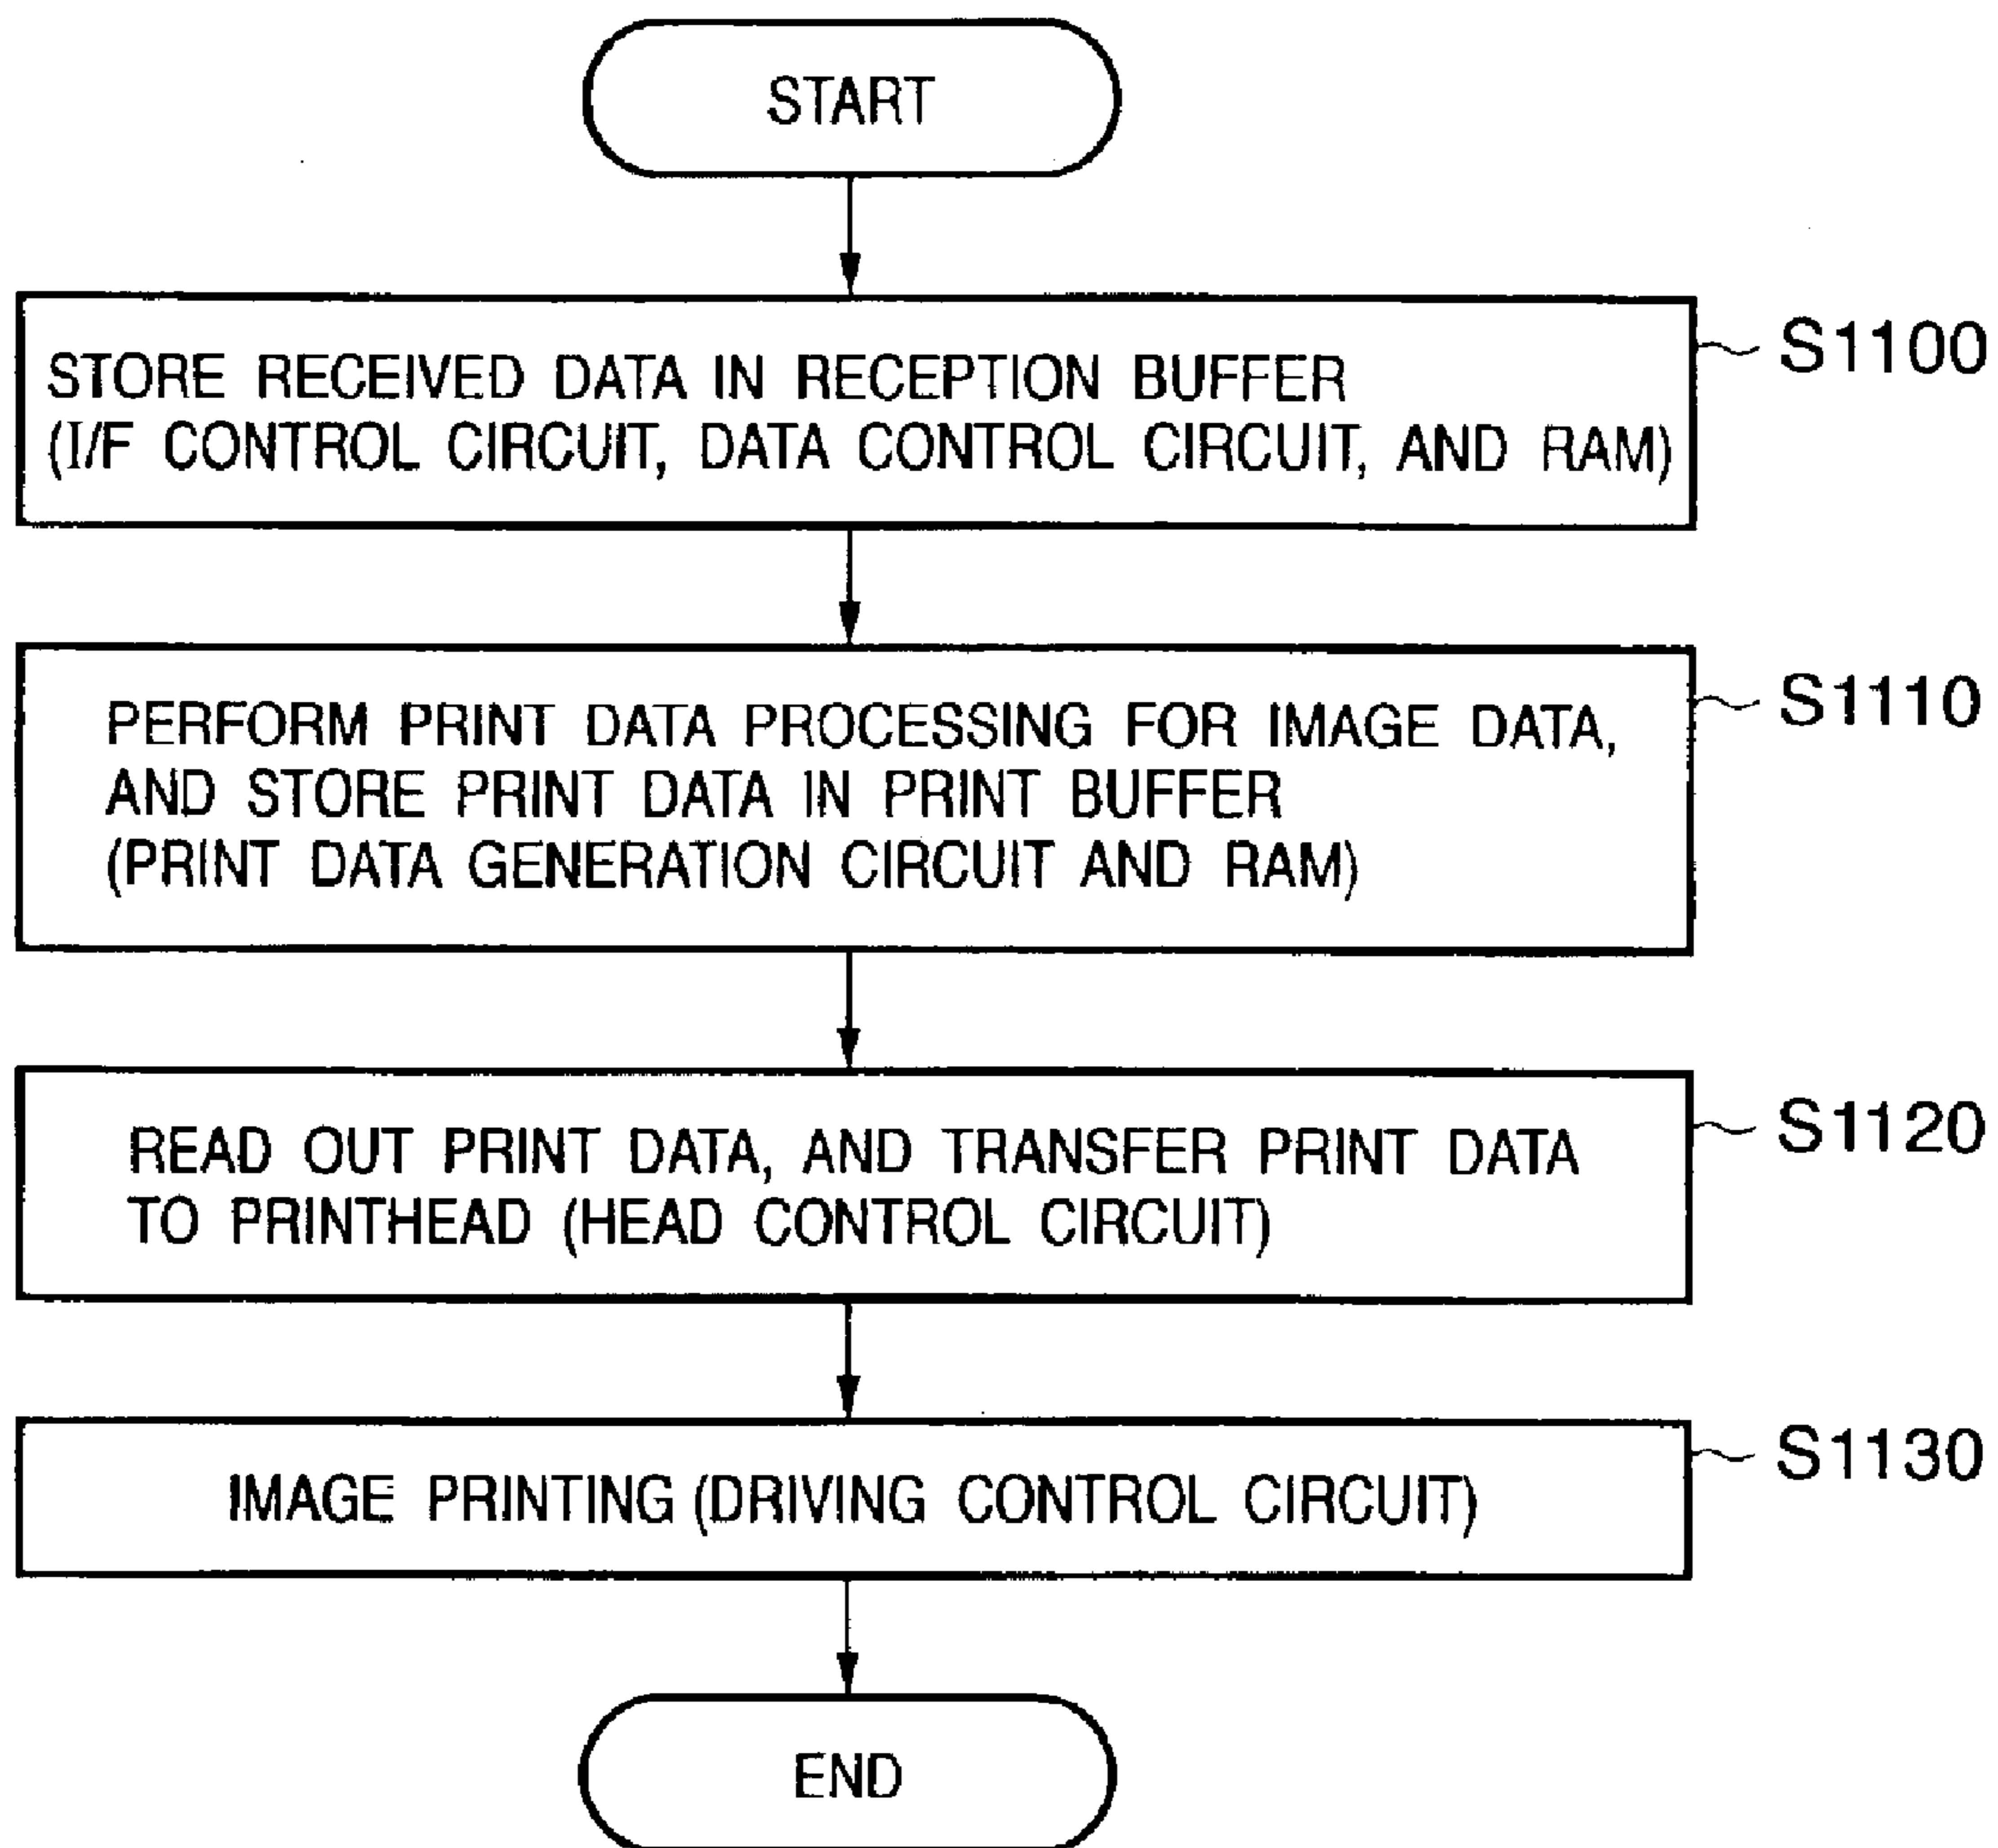 START
STORE RECEIVED DATA IN RECEPTION BUFFER
(I/F CONTROL CIRCUIT, DATA CONTROL CIRCUIT, AND RAM)
S1100
PERFORM PRINT DATA PROCESSING FOR IMAGE DATA,
AND STORE PRINT DATA IN PRINT BUFFER
(PRINT DATA GENERATION CIRCUIT AND RAM)
S1110
READ OUT PRINT DATA, AND TRANSFER PRINT DATA
TO PRINTHEAD (HEAD CONTROL CIRCUIT)
S1120
IMAGE PRINTING (DRIVING CONTROL CIRCUIT)
S1130
END